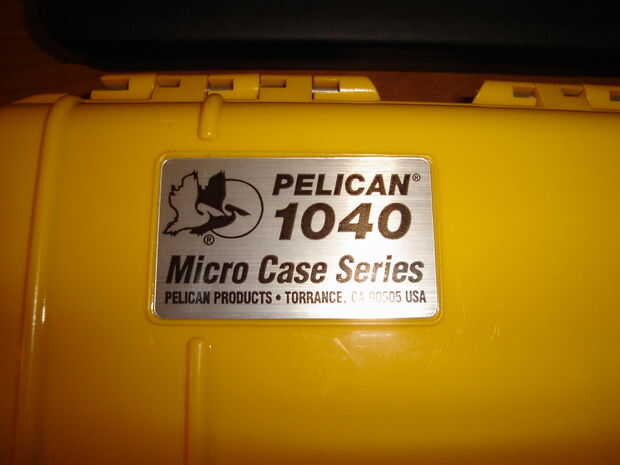 PELICAN®
1040
®
Micro Case Series
PELICAN PRODUCTS • TORRANCE, CA 90505 USA